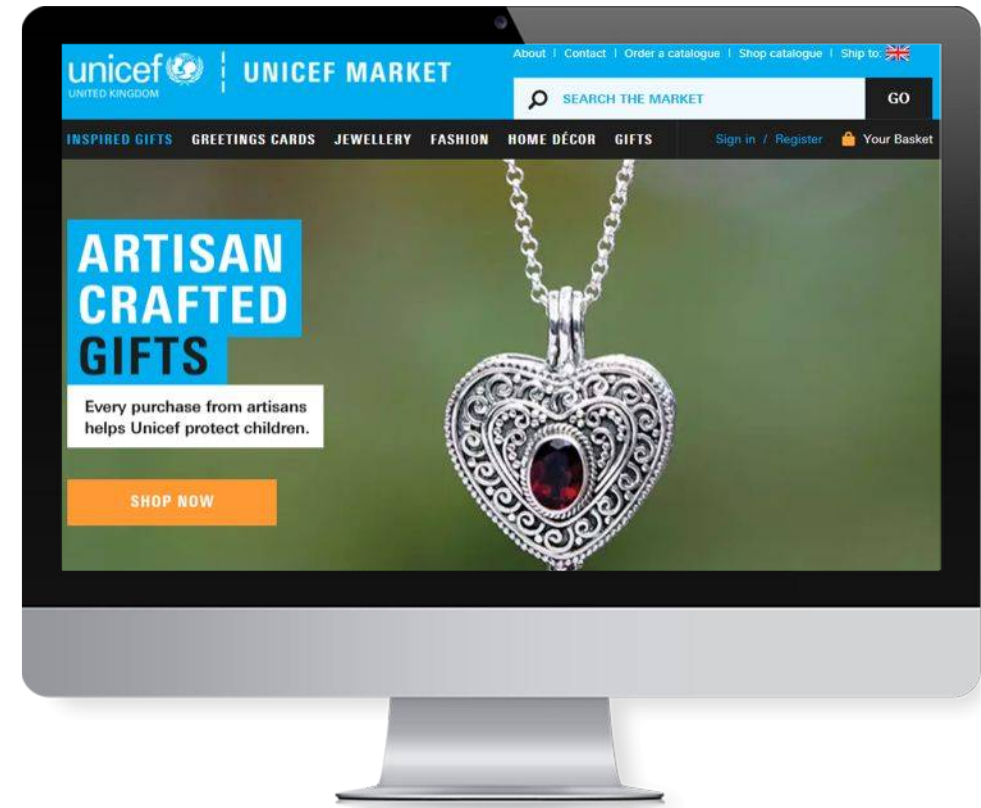 About | Contact | Order a catalogue | Shop catalogue | Ship to:
unicef | UNICEF MARKET
UNITED KINGDOM
SEARCH THE MARKET GO
INSPIRED GIFTS GREETINGS CARDS JEWELLERY FASHION HOME DÉCOR GIFTS Sign in / Register Your Basket
ARTISAN
CRAFTED
GIFTS
Every purchase from artisans
helps Unicef protect children.
SHOP NOW